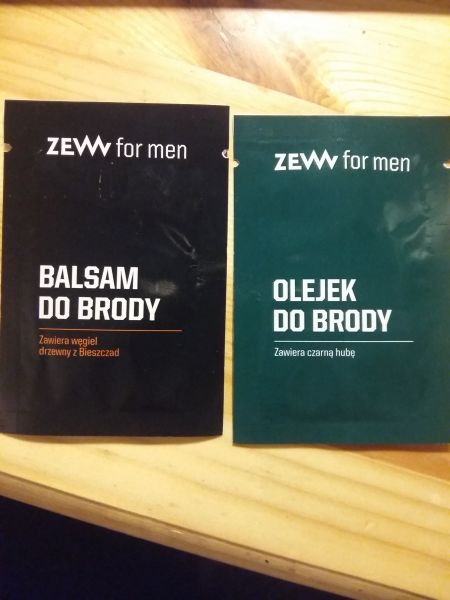 ZEW for men
BALSAM
DO BRODY
Zawiera węgiel
drzewny z Bieszczad
ZEW for men
OLEJEK
DO BRODY
Zawiera czarną hubę